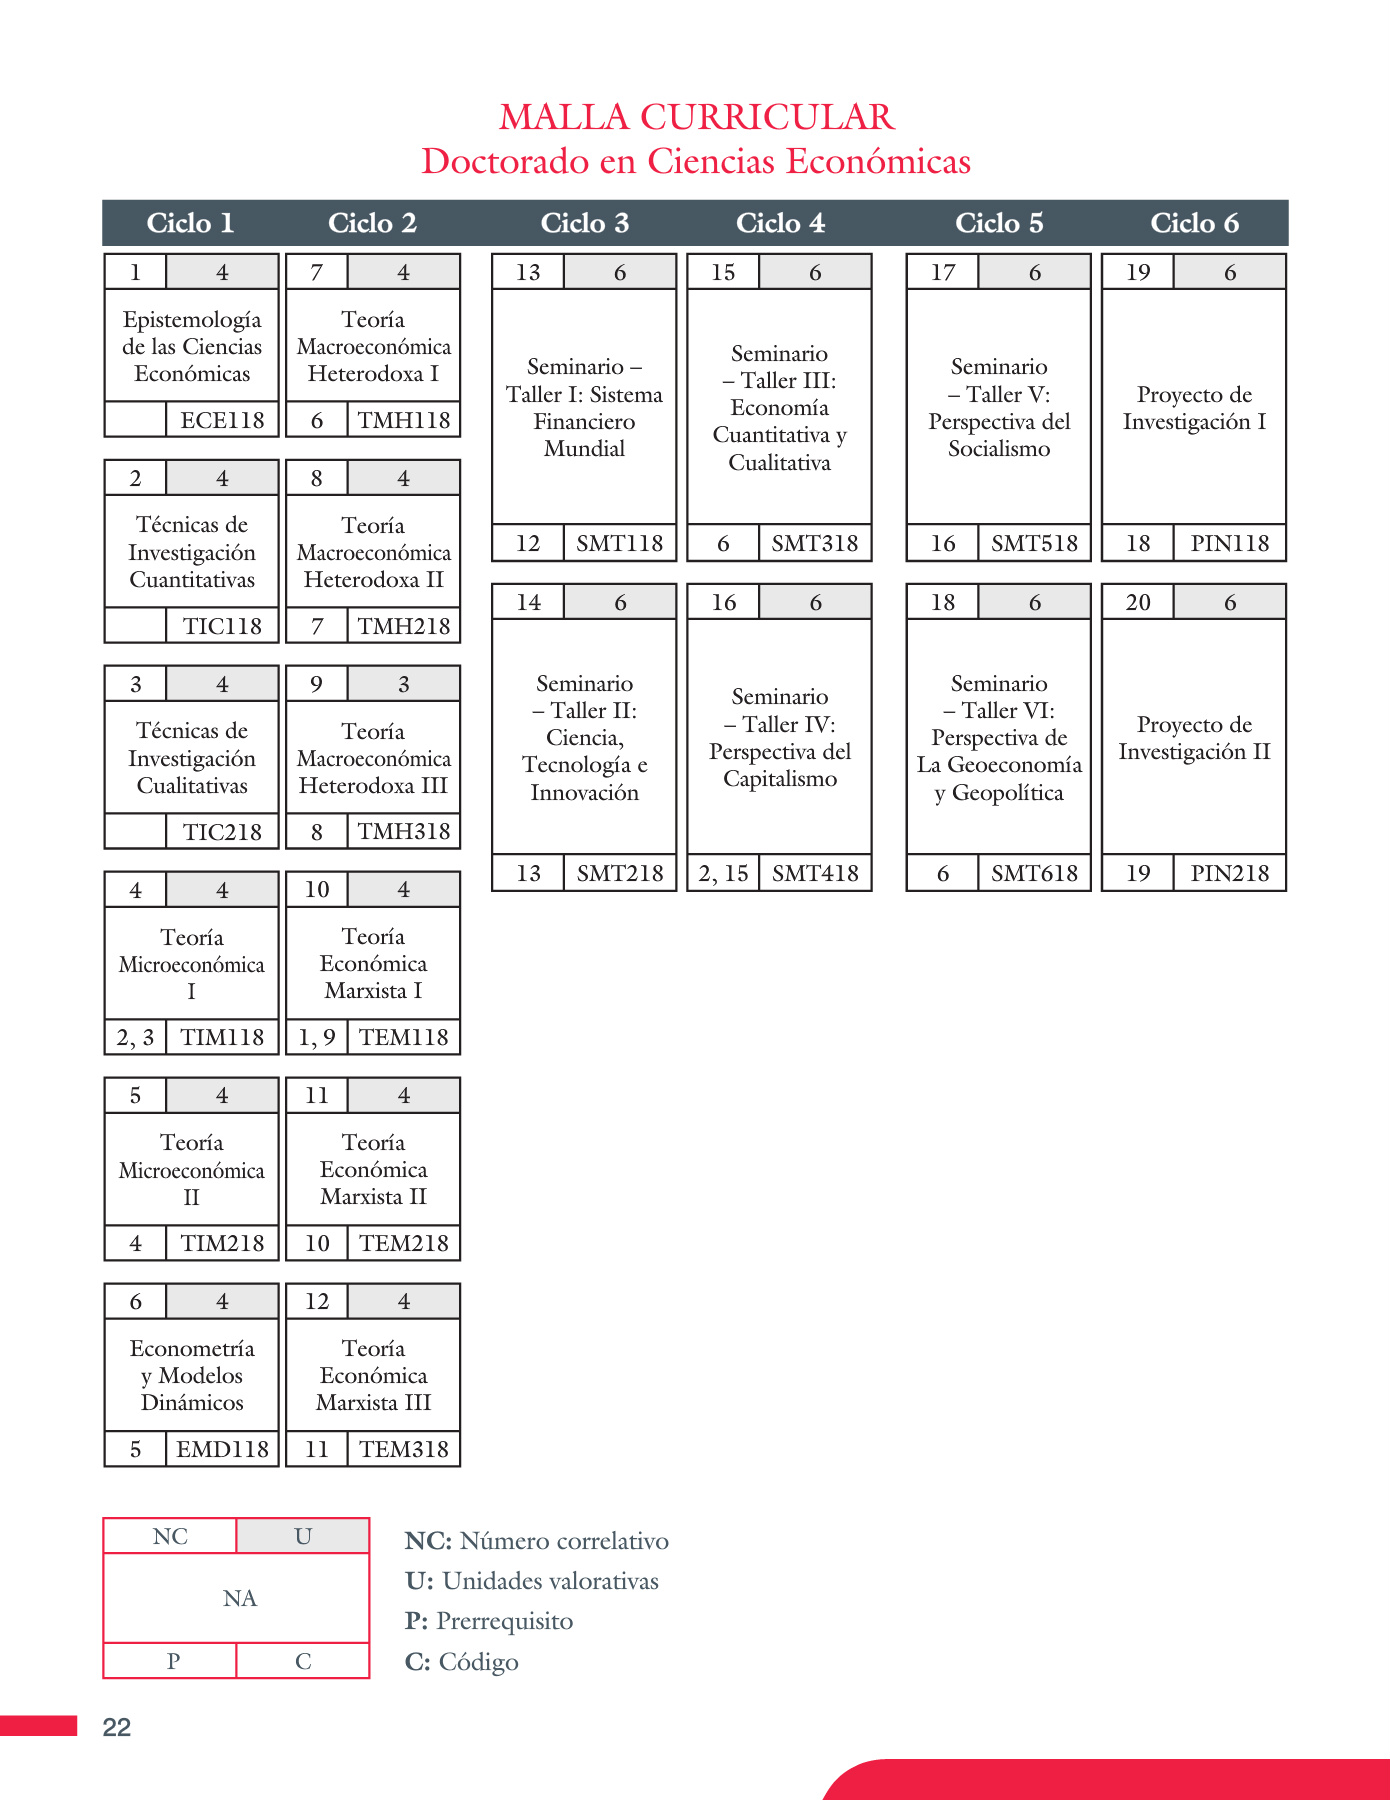 MALLA CURRICULAR
Doctorado en Ciencias Económicas
Ciclo 1
Ciclo 2
Ciclo 3
Ciclo 4
Ciclo 5
Ciclo 6
1 4
Epistemología
de las Ciencias
Económicas
ECE118
2 4
Técnicas de
Investigación
Cuantitativas
TIC118
3 4
Técnicas de
Investigación
Cualitativas
TIC218
4 4
Teoría
Microeconómica
I
2, 3 TIM118
5 4
Teoría
Microeconómica
II
4 TIM218
6 4
Econometría
y Modelos
Dinámicos
5 EMD118
7 4
Teoría
Macroeconómica
Heterodoxa I
6 TMH118
8 4
Teoría
Macroeconómica
Heterodoxa II
7 TMH218
9 3
Teoría
Macroeconómica
Heterodoxa III
8 TMH318
10 4
Teoría
Económica
Marxista I
1, 9 TEM118
11 4
Teoría
Económica
Marxista II
10 TEM218
12 4
Teoría
Económica
Marxista III
11 TEM318
13 6
Seminario –
Taller I: Sistema
Financiero
Mundial
12 SMT118
14 6
Seminario
– Taller II:
Ciencia,
Tecnología e
Innovación
13 SMT218
15 6
Seminario
– Taller III:
Economía
Cuantitativa y
Cualitativa
6 SMT318
16 6
Seminario
– Taller IV:
Perspectiva del
Capitalismo
2, 15 SMT418
17 6
Seminario
– Taller V:
Perspectiva del
Socialismo
16 SMT518
18 6
Seminario
– Taller VI:
Perspectiva de
La Geoeconomía
y Geopolítica
6 SMT618
19 6
Proyecto de
Investigación I
18 PIN118
20 6
Proyecto de
Investigación II
19 PIN218
NC U
NA
P C
NC: Número correlativo
U: Unidades valorativas
P: Prerrequisito
C: Código
22